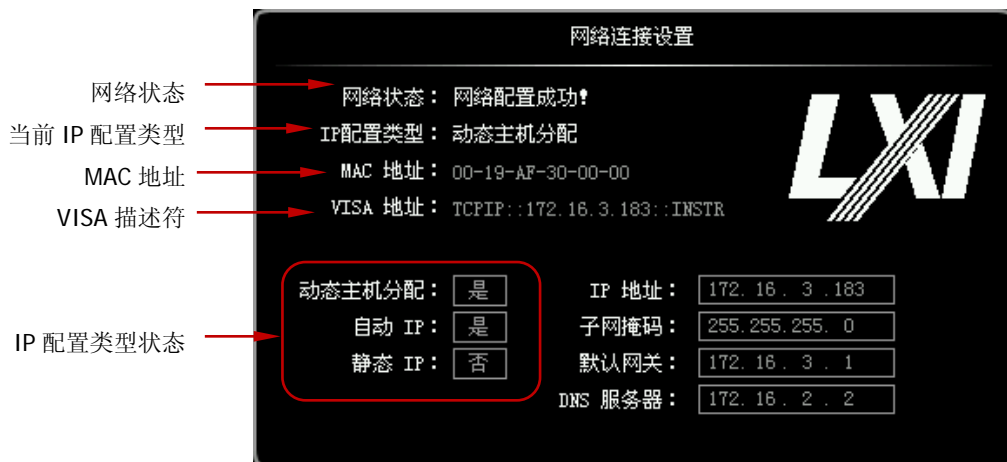 网络连接设置
网络状态
网络状态：网络配置成功!
当前 IP 配置类型
IP配置类型：动态主机分配
MAC 地址
MAC 地址：00-19-AF-30-00-00
VISA 描述符
VISA 地址：TCPIP::172.16.3.183::INSTR
LXI
IP 配置类型状态
动态主机分配：是
自动 IP：是
静态 IP：否
IP 地址：172. 16 . 3 .183
子网掩码：255.255.255. 0
默认网关：172. 16 . 3 . 1
DNS 服务器：172. 16 . 2 . 2